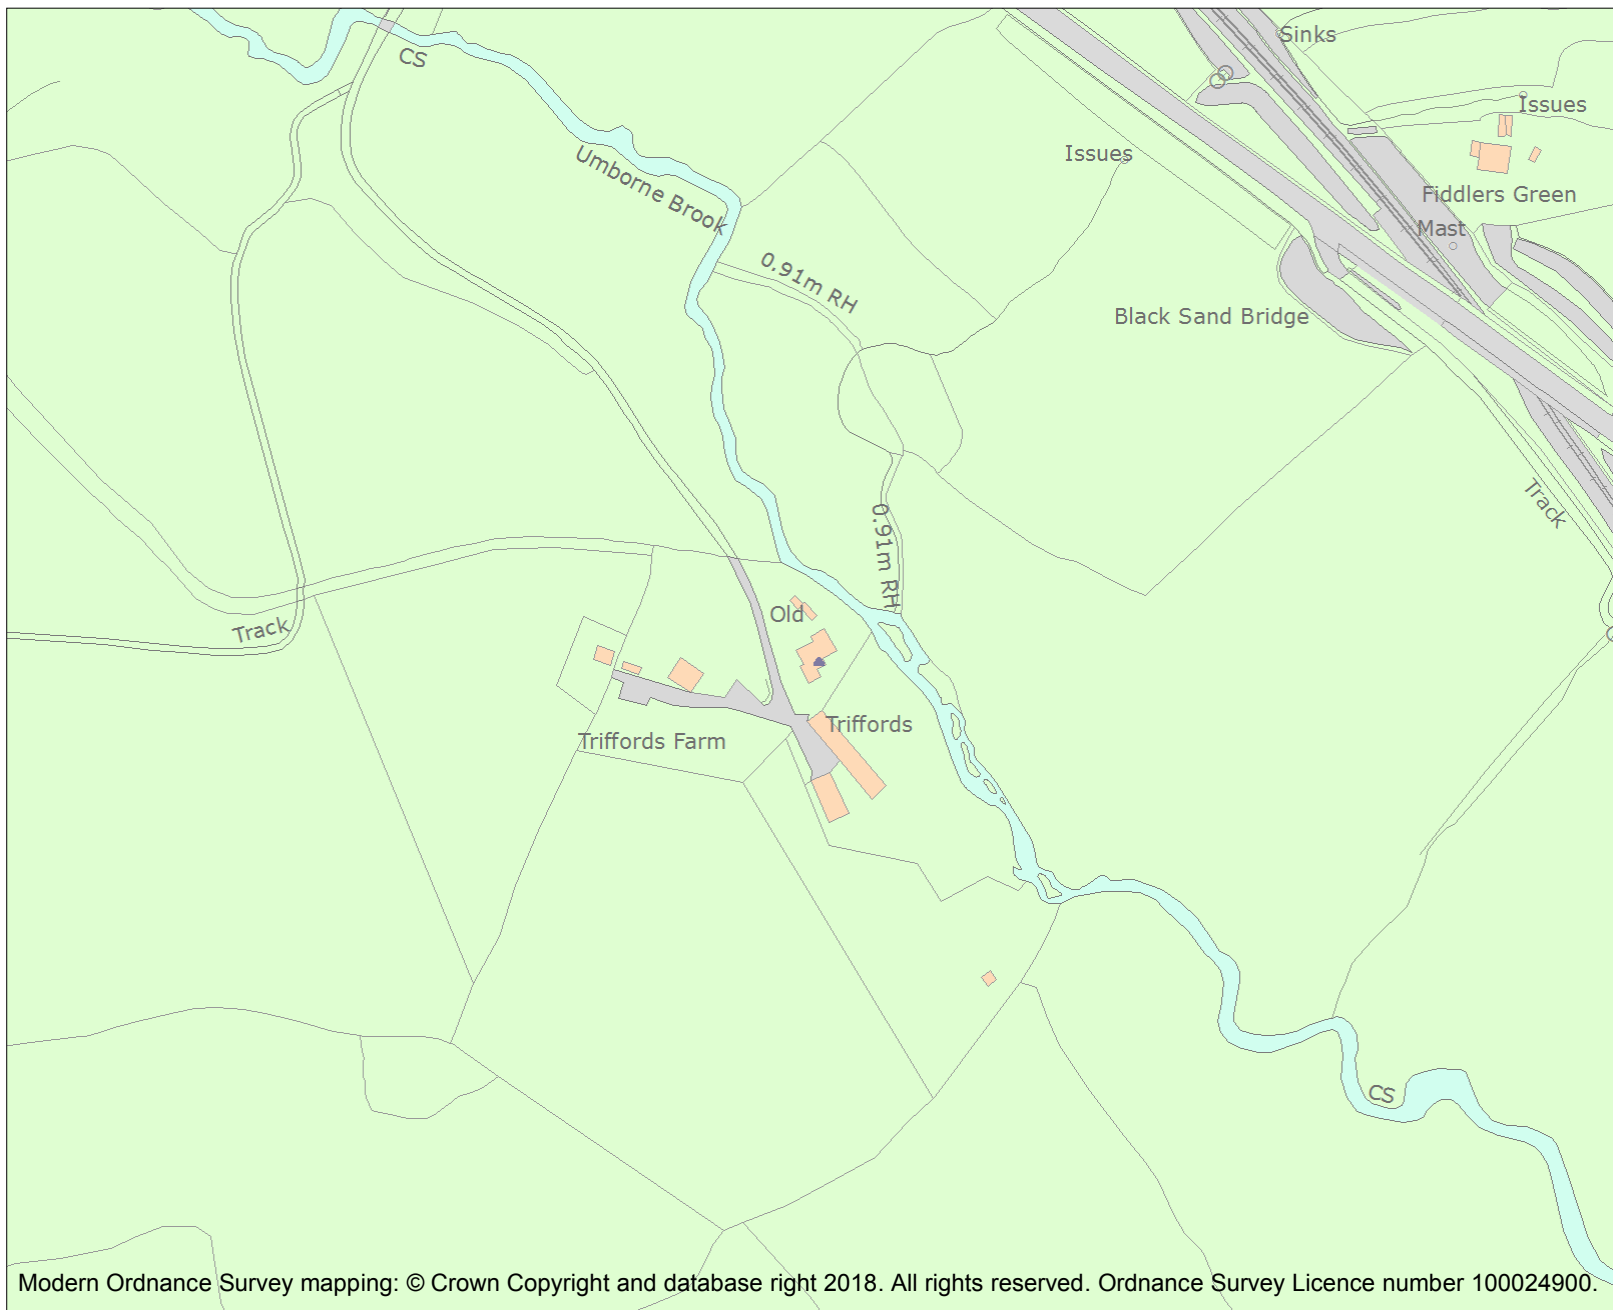 Sinks
CS
Issues
Issues
Umborne Brook
Fiddlers Green
Mast
0.91m RH
Black Sand Bridge
Track
0.91m RH
Old
Track
Triffords
Triffords Farm
CS
Modern Ordnance Survey mapping: © Crown Copyright and database right 2018. All rights reserved. Ordnance Survey Licence number 100024900.